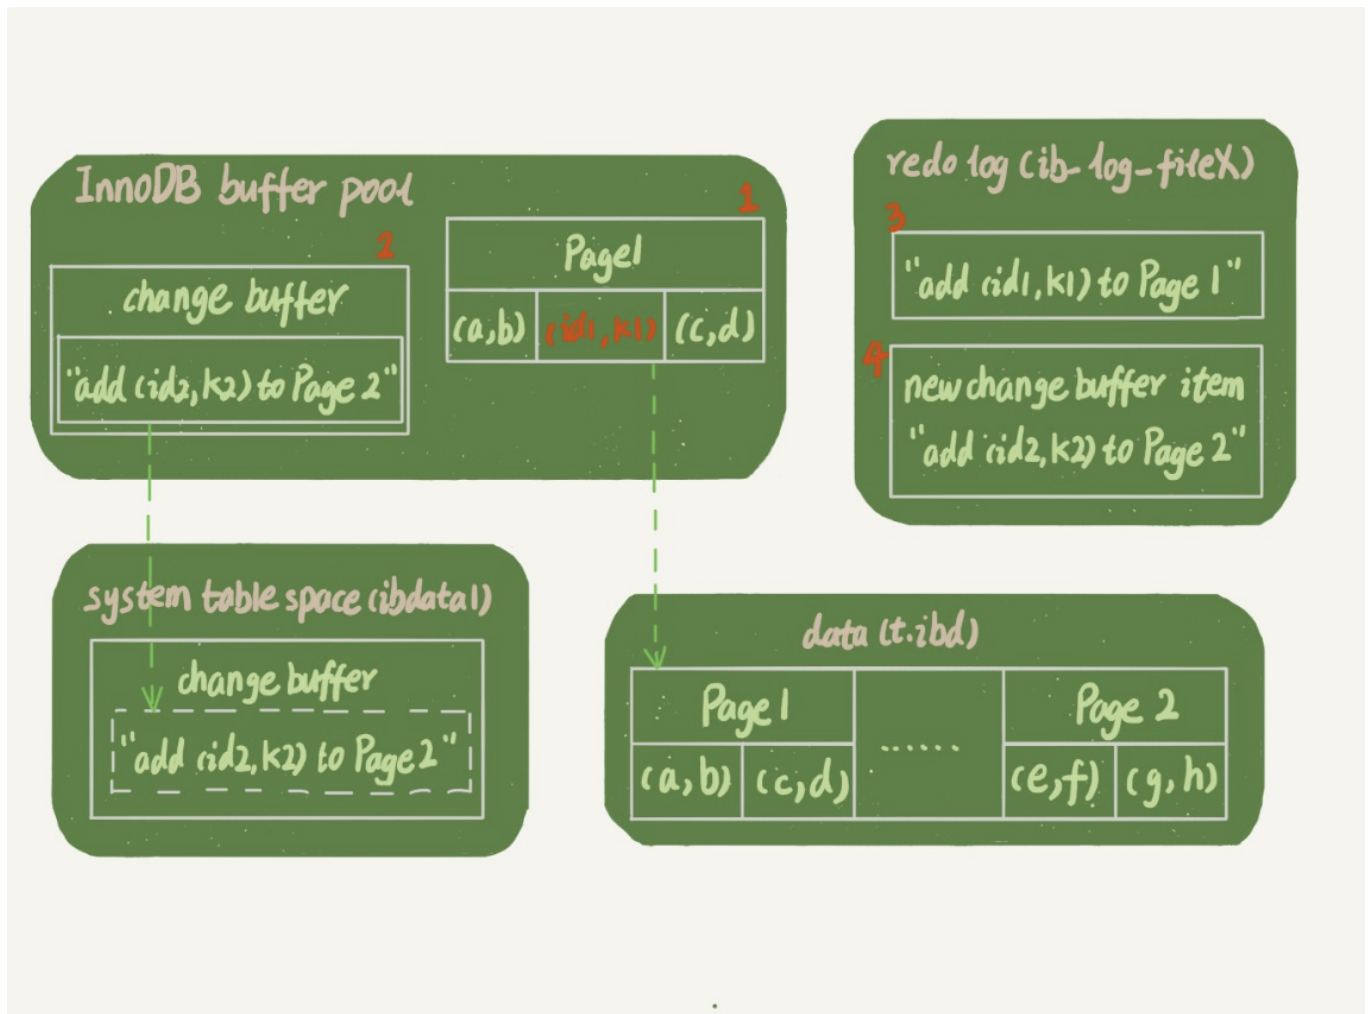 InnoDB buffer pool
2
change buffer
"add (id2, k2) to Page 2"
1
Page1
(a,b) (id1, k1) (c,d)
redo log (ib-log-fileX)
3
"add (id1, k1) to Page 1"
4
new change buffer item
"add (id2, k2) to Page 2"
system table space (ibdata1)
change buffer
"add (id2, k2) to Page 2"
data (t.ibd)
Page 1 ...... Page 2
(a,b) (c,d) (e,f) (g,h)